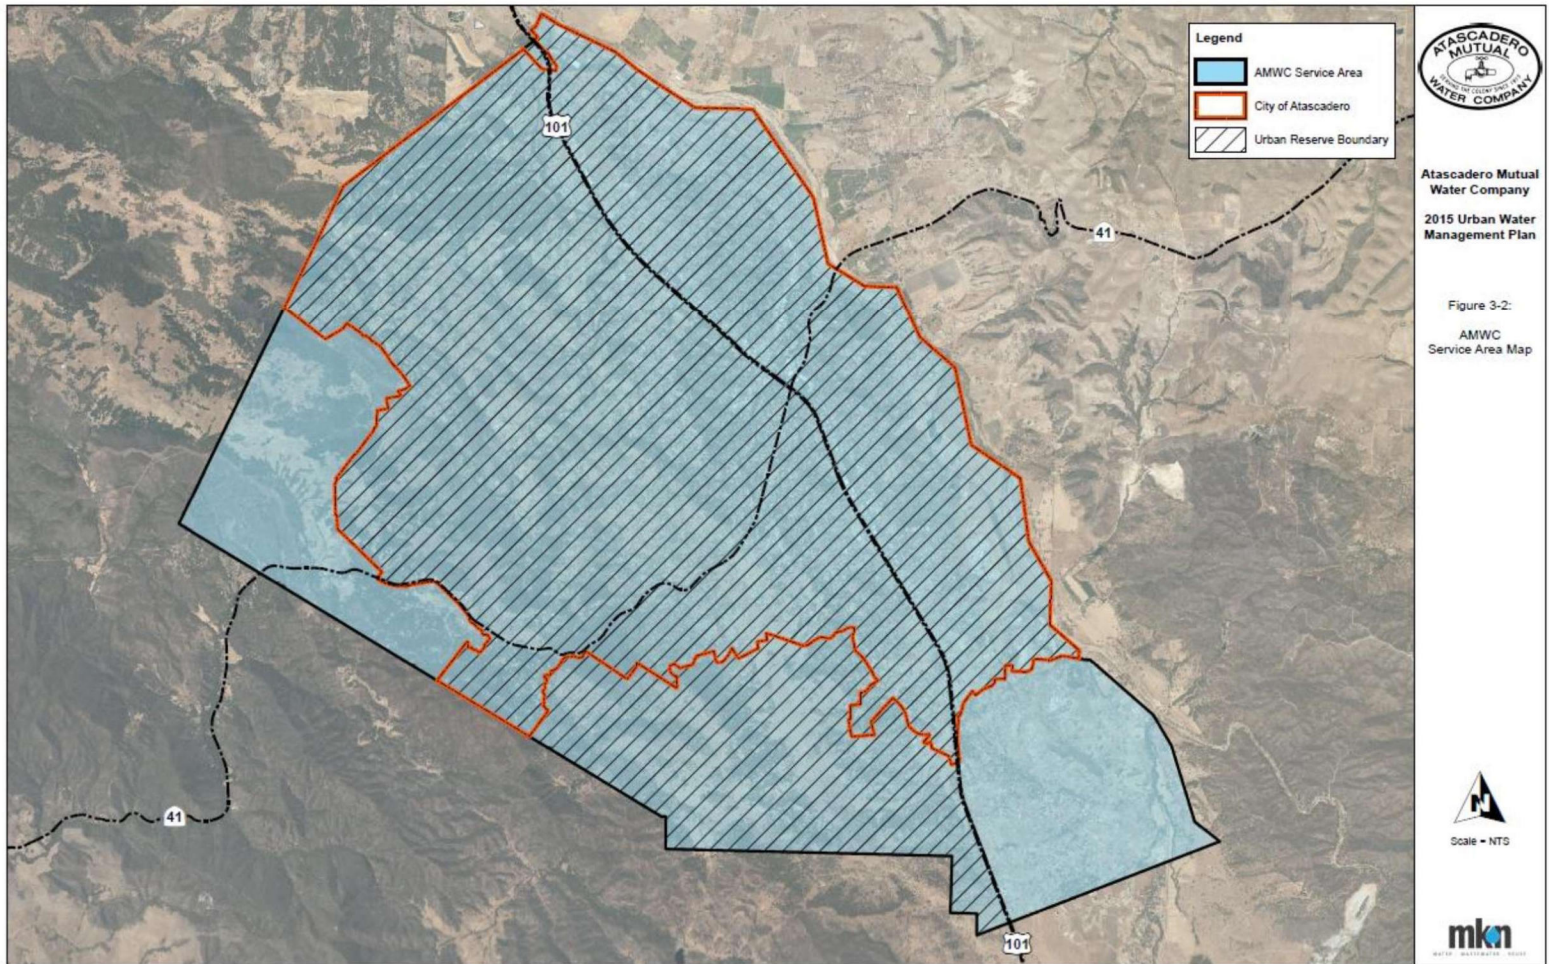 Legend
AMWC Service Area
City of Atascadero
Urban Reserve Boundary
101
41
41
101
ATASCADERO
MUTUAL
WATER COMPANY
Atascadero Mutual
Water Company
2015 Urban Water
Management Plan
Figure 3-2:
AMWC
Service Area Map
N
Scale = NTS
mkn